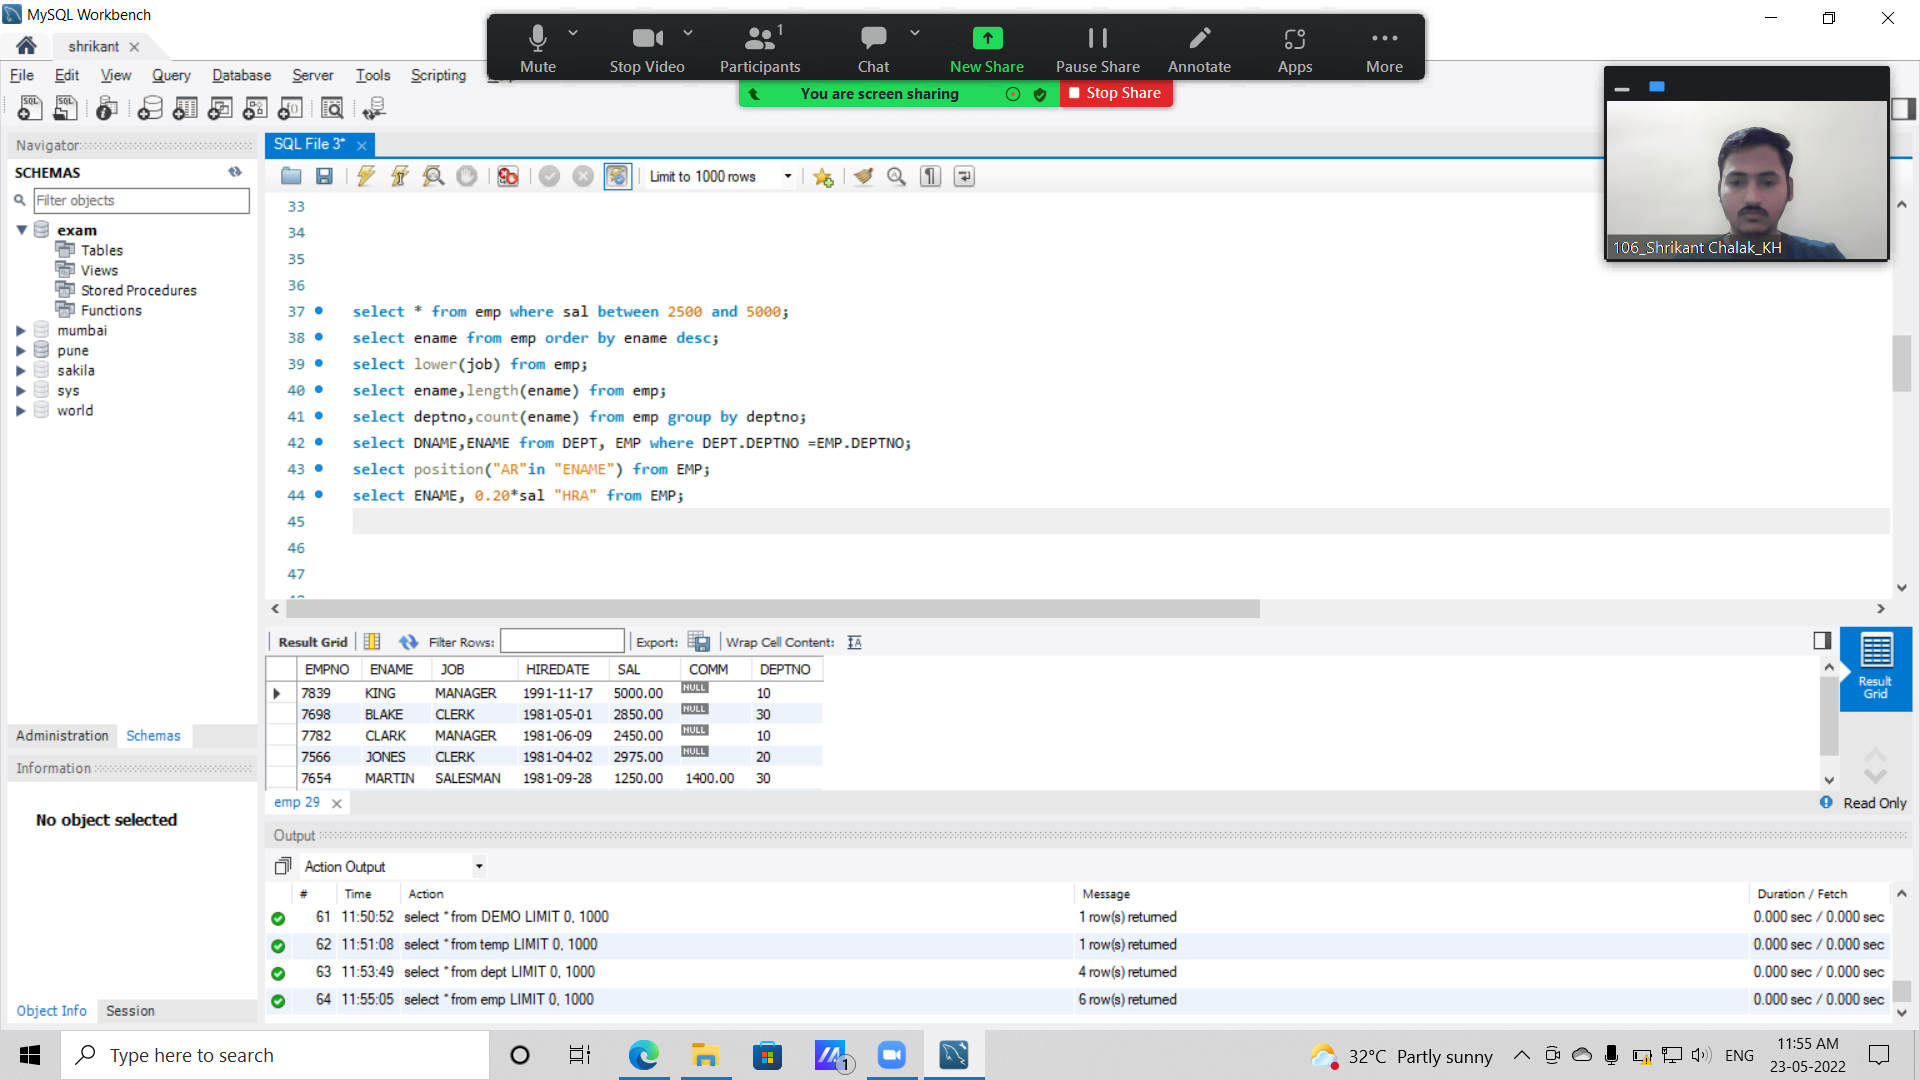 MySQL Workbench
shrikant
File Edit View Query Database Server Tools Scripting
Mute
Stop Video
Participants 1
Chat
New Share
Pause Share
Annotate
Apps
More
You are screen sharing
Stop Share
106_Shrikant Chalak_KH
Navigator
SCHEMAS
Filter objects
exam
Tables
Views
Stored Procedures
Functions
mumbai
pune
sakila
sys
world
Administration Schemas
Information
No object selected
Object Info Session
SQL File 3*
Limit to 1000 rows
33
34
35
36
37 select * from emp where sal between 2500 and 5000;
38 select ename from emp order by ename desc;
39 select lower(job) from emp;
40 select ename,length(ename) from emp;
41 select deptno,count(ename) from emp group by deptno;
42 select DNAME,ENAME from DEPT, EMP where DEPT.DEPTNO =EMP.DEPTNO;
43 select position("AR"in "ENAME") from EMP;
44 select ENAME, 0.20*sal "HRA" from EMP;
45
46
47
Result Grid Filter Rows: Export: Wrap Cell Content:
EMPNO ENAME JOB HIREDATE SAL COMM DEPTNO
7839 KING MANAGER 1991-11-17 5000.00 NULL 10
7698 BLAKE CLERK 1981-05-01 2850.00 NULL 30
7782 CLARK MANAGER 1981-06-09 2450.00 NULL 10
7566 JONES CLERK 1981-04-02 2975.00 NULL 20
7654 MARTIN SALESMAN 1981-09-28 1250.00 1400.00 30
Result
Grid
emp 29
Read Only
Output
Action Output
# Time Action Message Duration / Fetch
61 11:50:52 select * from DEMO LIMIT 0, 1000 1 row(s) returned 0.000 sec / 0.000 sec
62 11:51:08 select * from temp LIMIT 0, 1000 1 row(s) returned 0.000 sec / 0.000 sec
63 11:53:49 select * from dept LIMIT 0, 1000 4 row(s) returned 0.000 sec / 0.000 sec
64 11:55:05 select * from emp LIMIT 0, 1000 6 row(s) returned 0.000 sec / 0.000 sec
Type here to search
1
32°C Partly sunny
ENG
11:55 AM
23-05-2022